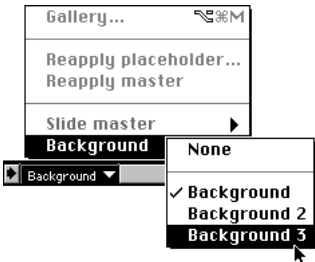 Gallery... ⌥⌘M
Reapply placeholder...
Reapply master
Slide master
Background
Background
None
✓ Background
Background 2
Background 3